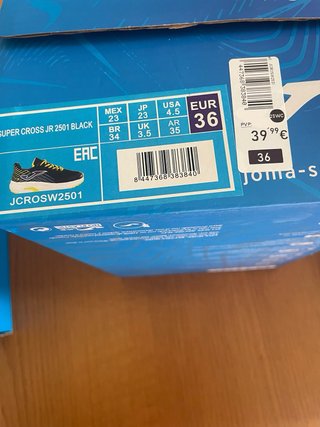 SUPER CROSS JR 2501 BLACK
MEX 23
JP 23
USA 4.5
EUR 36
BR 34
UK 3.5
AR 35
EAC
8 447368 383840
JCROSW2501
PVP:
39'99 €
36
joma-s